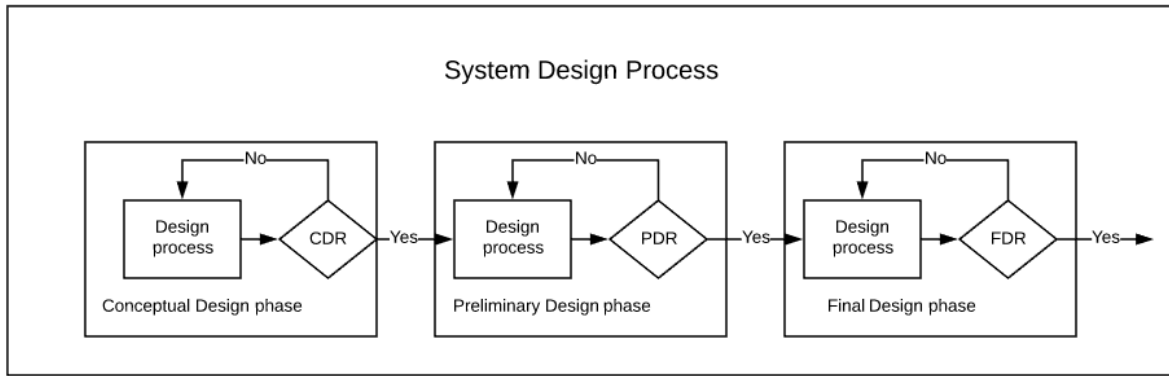 System Design Process
No
Design
process
CDR
Yes
Conceptual Design phase
No
Design
process
PDR
Yes
Preliminary Design phase
No
Design
process
FDR
Yes
Final Design phase